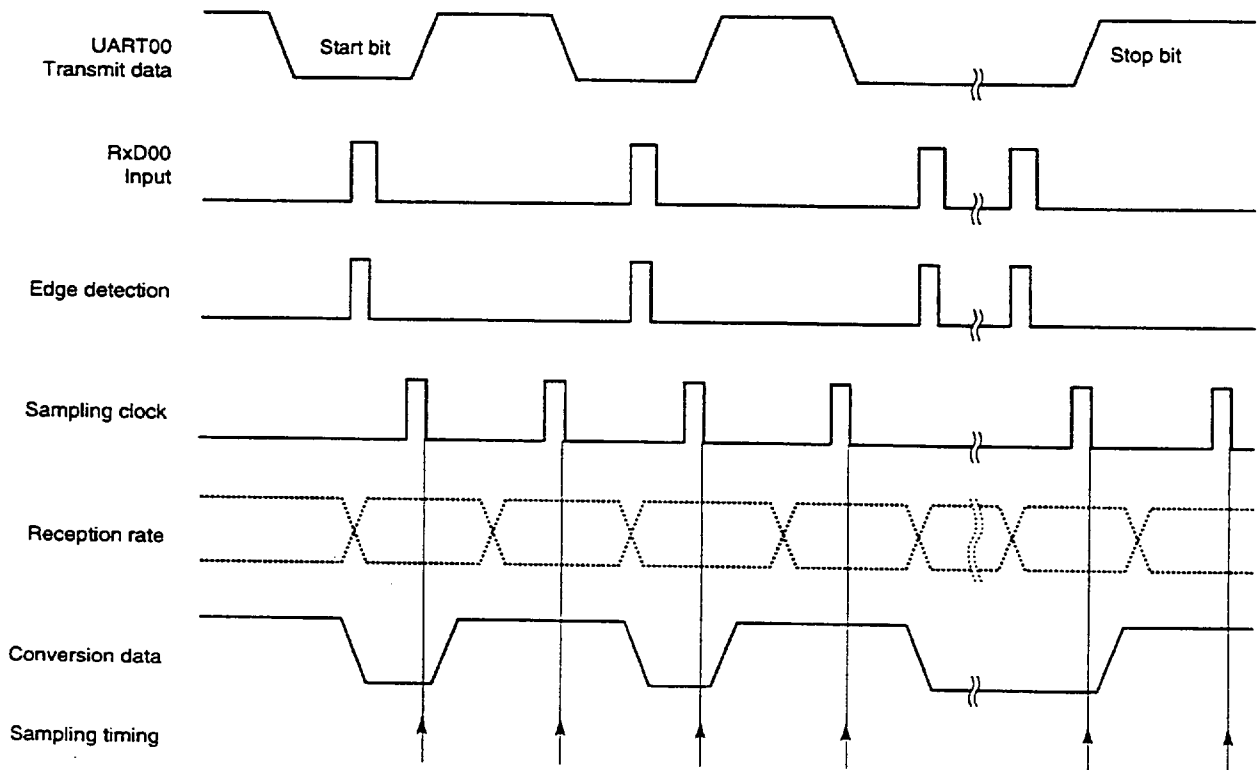 UART00
Transmit data
Start bit
Stop bit
RxD00
Input
Edge detection
Sampling clock
Reception rate
Conversion data
Sampling timing